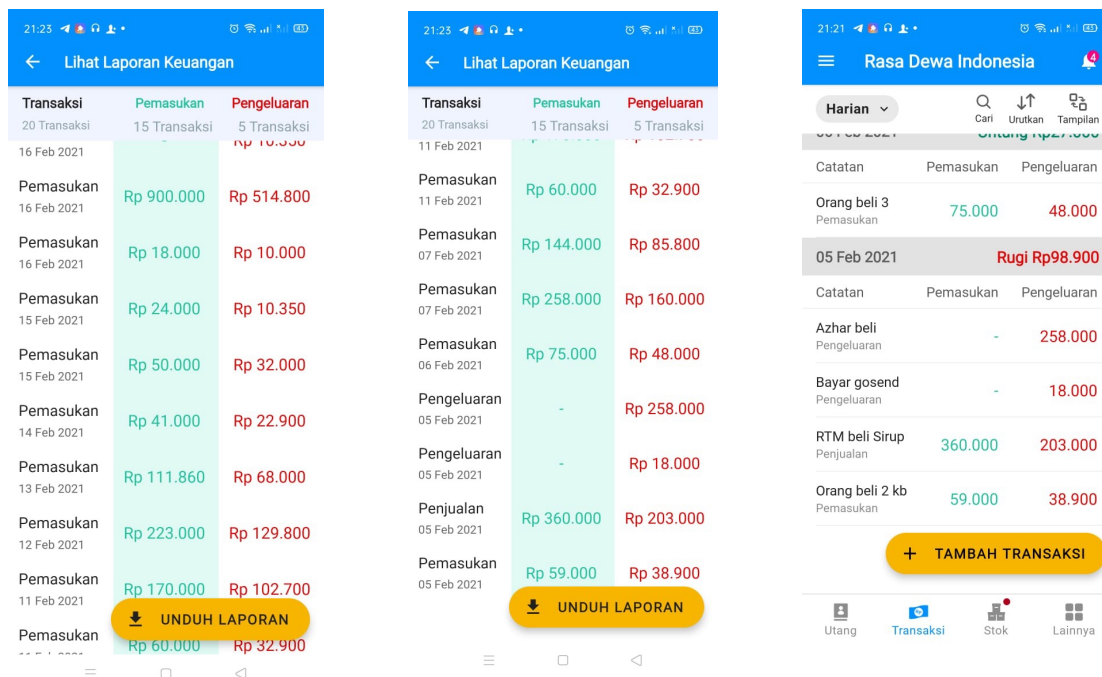 21:23
Lihat Laporan Keuangan
Transaksi Pemasukan Pengeluaran
20 Transaksi 15 Transaksi 5 Transaksi
16 Feb 2021 Rp 10.350
Pemasukan
16 Feb 2021
Rp 900.000 Rp 514.800
Pemasukan
16 Feb 2021
Rp 18.000 Rp 10.000
Pemasukan
15 Feb 2021
Rp 24.000 Rp 10.350
Pemasukan
15 Feb 2021
Rp 50.000 Rp 32.000
Pemasukan
14 Feb 2021
Rp 41.000 Rp 22.900
Pemasukan
13 Feb 2021
Rp 111.860 Rp 68.000
Pemasukan
12 Feb 2021
Rp 223.000 Rp 129.800
Pemasukan
11 Feb 2021
Rp 170.000 Rp 102.700
UNDUH LAPORAN
Pemasukan
Rp 60.000 Rp 32.900
21:23
Lihat Laporan Keuangan
Transaksi Pemasukan Pengeluaran
20 Transaksi 15 Transaksi 5 Transaksi
11 Feb 2021
Pemasukan
11 Feb 2021
Rp 60.000 Rp 32.900
Pemasukan
07 Feb 2021
Rp 144.000 Rp 85.800
Pemasukan
07 Feb 2021
Rp 258.000 Rp 160.000
Pemasukan
06 Feb 2021
Rp 75.000 Rp 48.000
Pengeluaran
05 Feb 2021
- Rp 258.000
Pengeluaran
05 Feb 2021
- Rp 18.000
Penjualan
05 Feb 2021
Rp 360.000 Rp 203.000
Pemasukan
05 Feb 2021
Rp 59.000 Rp 38.900
UNDUH LAPORAN
21:21
Rasa Dewa Indonesia 4
Harian
Cari Urutkan Tampilan
Catatan Pemasukan Pengeluaran
Orang beli 3
Pemasukan
75.000 48.000
05 Feb 2021 Rugi Rp98.900
Catatan Pemasukan Pengeluaran
Azhar beli
Pengeluaran
- 258.000
Bayar gosend
Pengeluaran
- 18.000
RTM beli Sirup
Penjualan
360.000 203.000
Orang beli 2 kb
Pemasukan
59.000 38.900
+ TAMBAH TRANSAKSI
Utang Transaksi Stok Lainnya